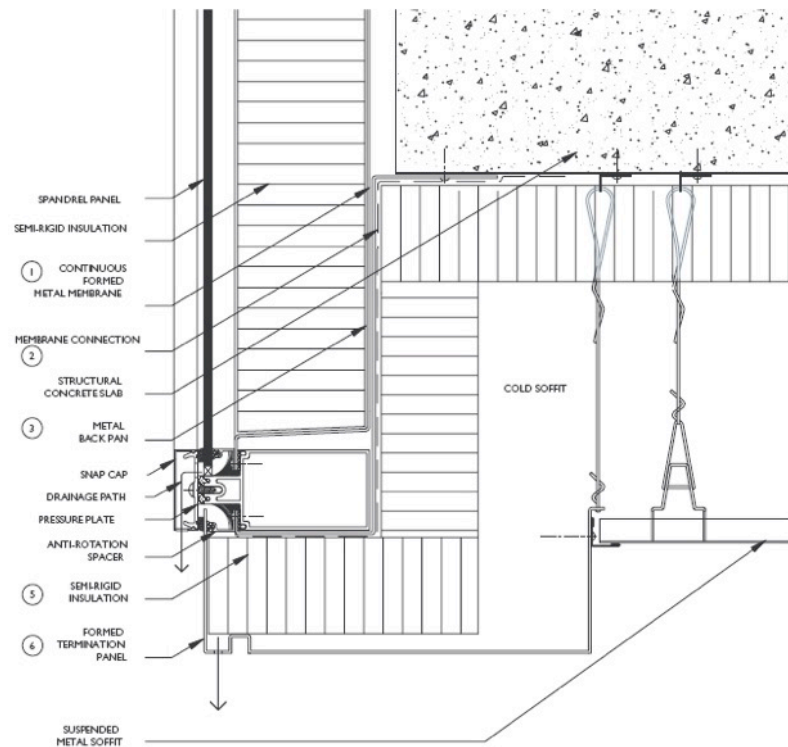 SPANDREL PANEL
SEMI-RIGID INSULATION
1 CONTINUOUS
FORMED
METAL MEMBRANE
MEMBRANE CONNECTION
2
STRUCTURAL
CONCRETE SLAB
3 METAL
BACK PAN
COLD SOFFIT
SNAP CAP
DRAINAGE PATH
PRESSURE PLATE
ANTI-ROTATION
SPACER
5 SEMI-RIGID
INSULATION
6 FORMED
TERMINATION
PANEL
SUSPENDED
METAL SOFFIT